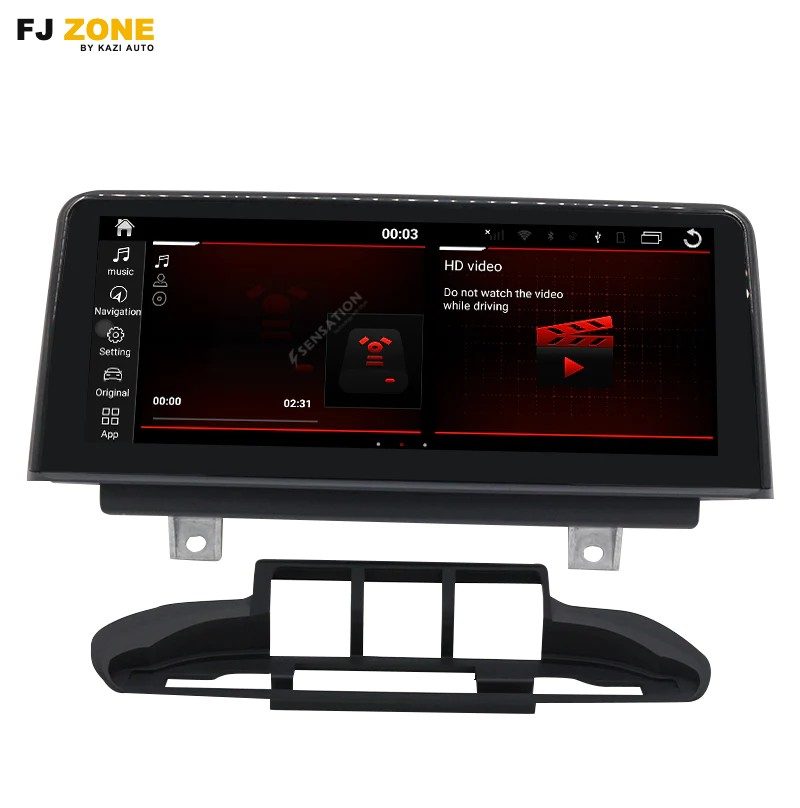 FJ ZONE
BY KAZI AUTO
00:03
music
Navigation
Setting
Original
App
00:00
02:31
SENSATION
HD video
Do not watch the video
while driving